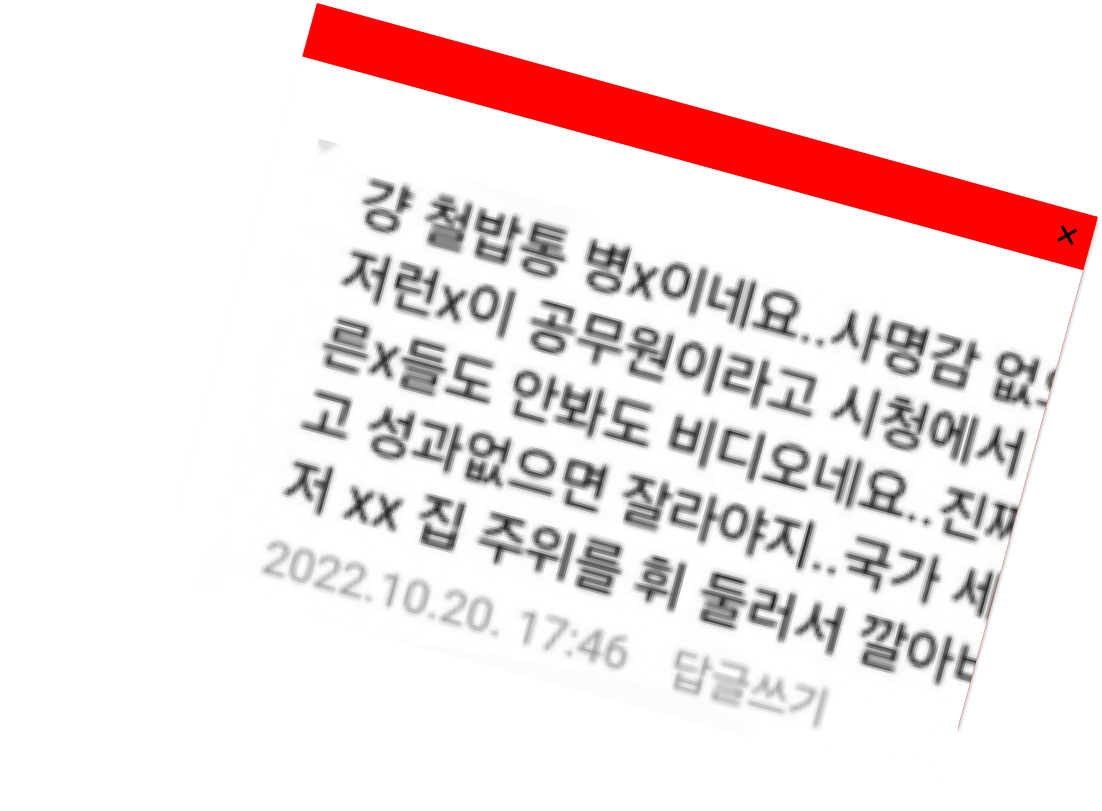 걍 철밥통 병x이네요..사명감 없
저런x이 공무원이라고 시청에서
른x들도 안봐도 비디오네요..진짜
고 성과없으면 잘라야지..국가 세
저 xx 집 주위를 휘 둘러서 깔아
2022.10.20. 17:46 답글쓰기